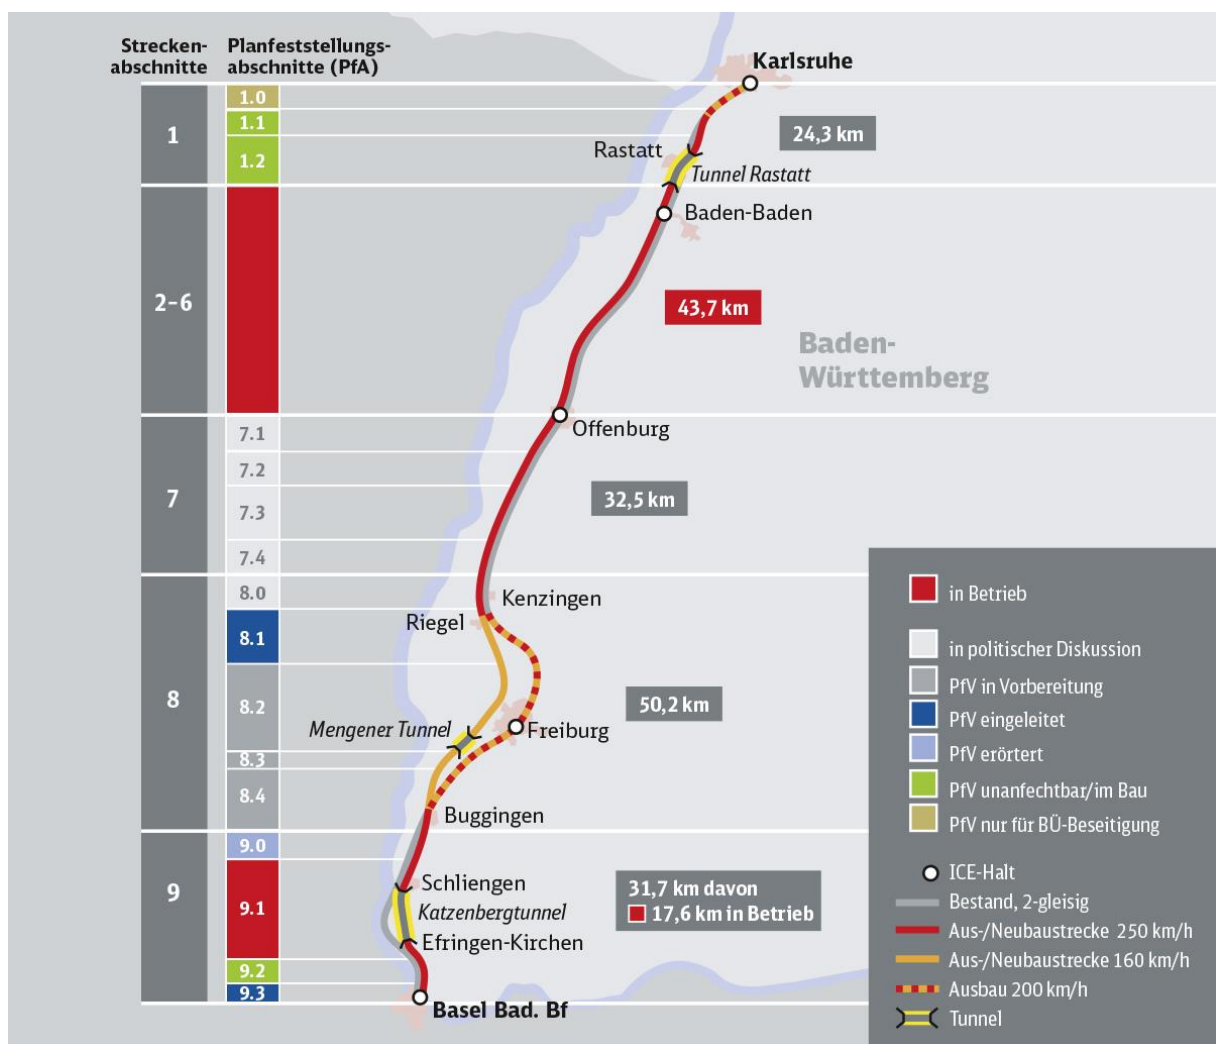 Strecken-
abschnitte
Planfeststellungs-
abschnitte (PfA)
Karlsruhe
1.0
1
1.1
24,3 km
1.2
Rastatt
Tunnel Rastatt
Baden-Baden
2–6
43,7 km
Baden-
Württemberg
Offenburg
7.1
7.2
7
32,5 km
7.3
7.4
8.0
Kenzingen
Riegel
8.1
8
8.2
50,2 km
Mengener Tunnel
Freiburg
8.3
8.4
Buggingen
9.0
Schliengen
9
9.1
Katzenbergtunnel
31,7 km davon
17,6 km in Betrieb
Efringen-Kirchen
9.2
9.3
Basel Bad. Bf
in Betrieb
in politischer Diskussion
PfV in Vorbereitung
PfV eingeleitet
PfV erörtert
PfV unanfechtbar/im Bau
PfV nur für BÜ-Beseitigung
ICE-Halt
Bestand, 2-gleisig
Aus-/Neubaustrecke 250 km/h
Aus-/Neubaustrecke 160 km/h
Ausbau 200 km/h
Tunnel